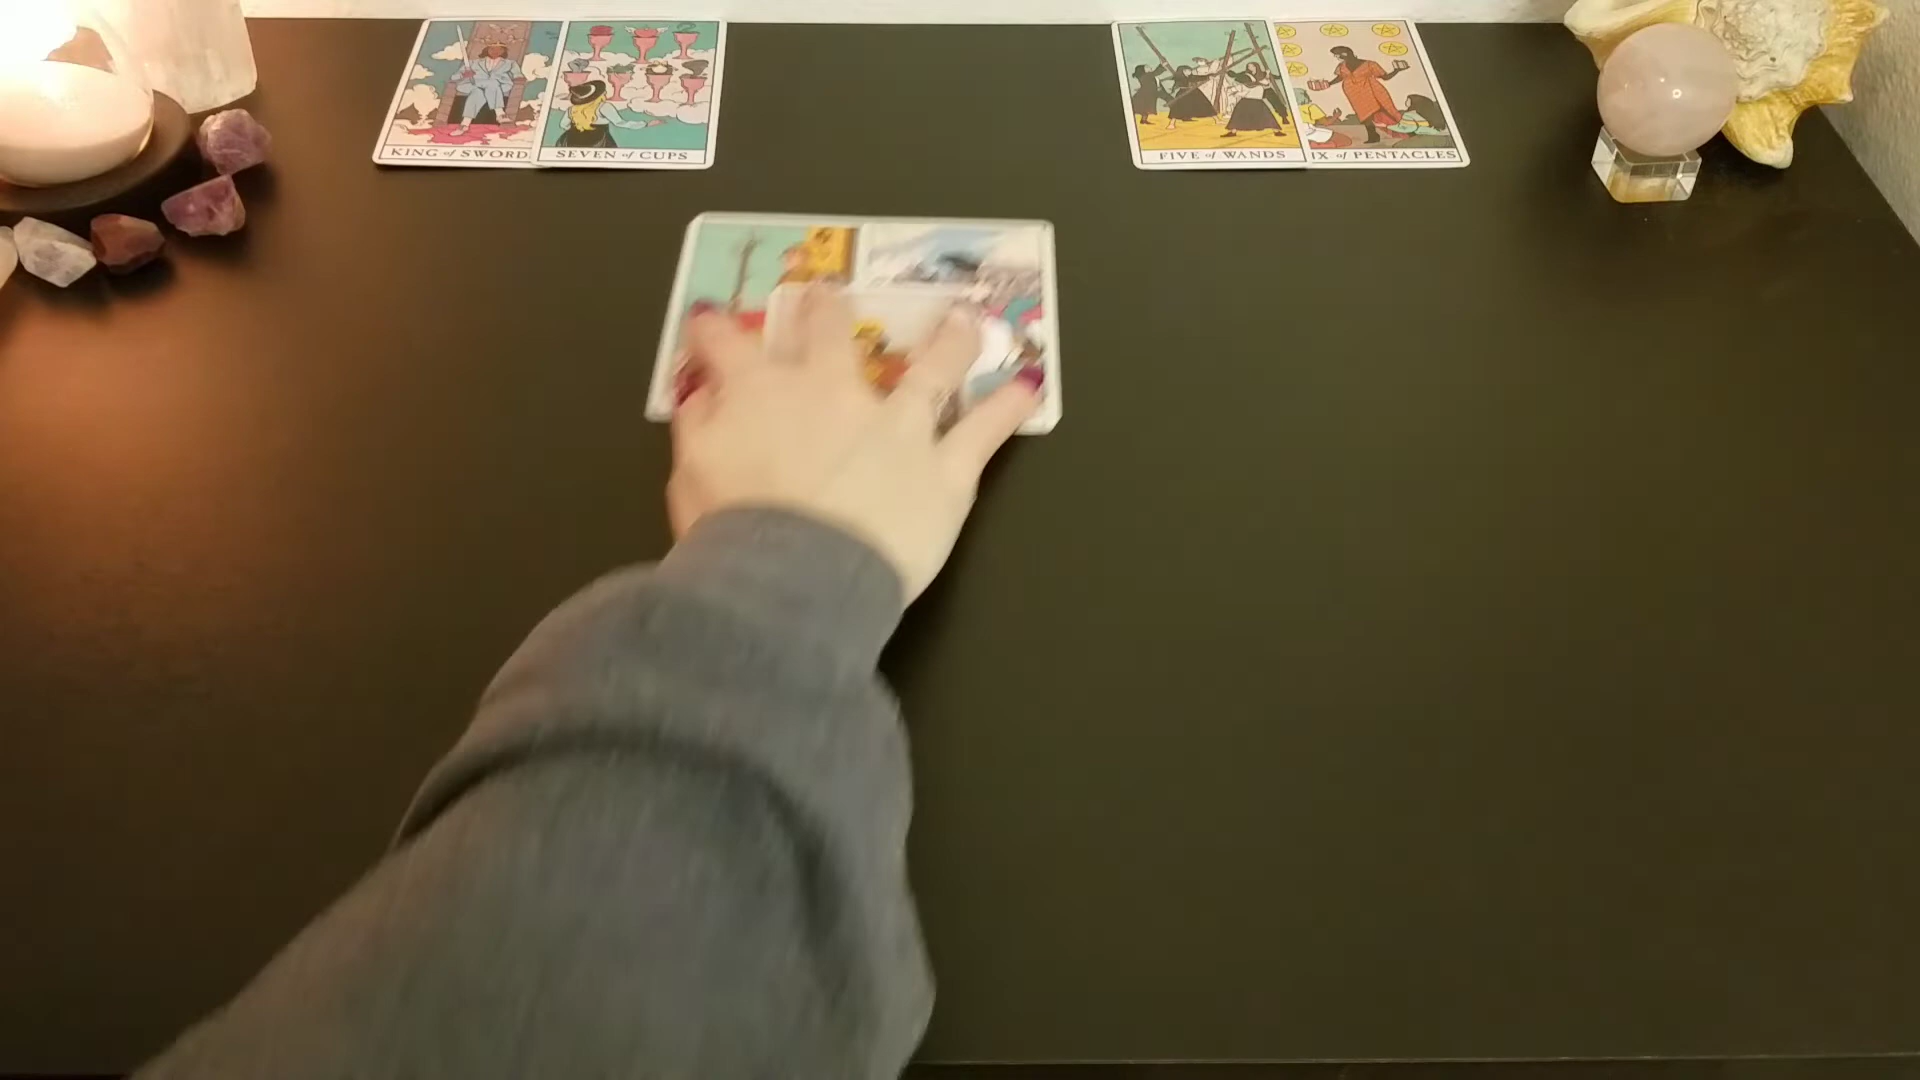 KING of SWORD
SEVEN of CUPS
FIVE of WANDS
IX of PENTACLES